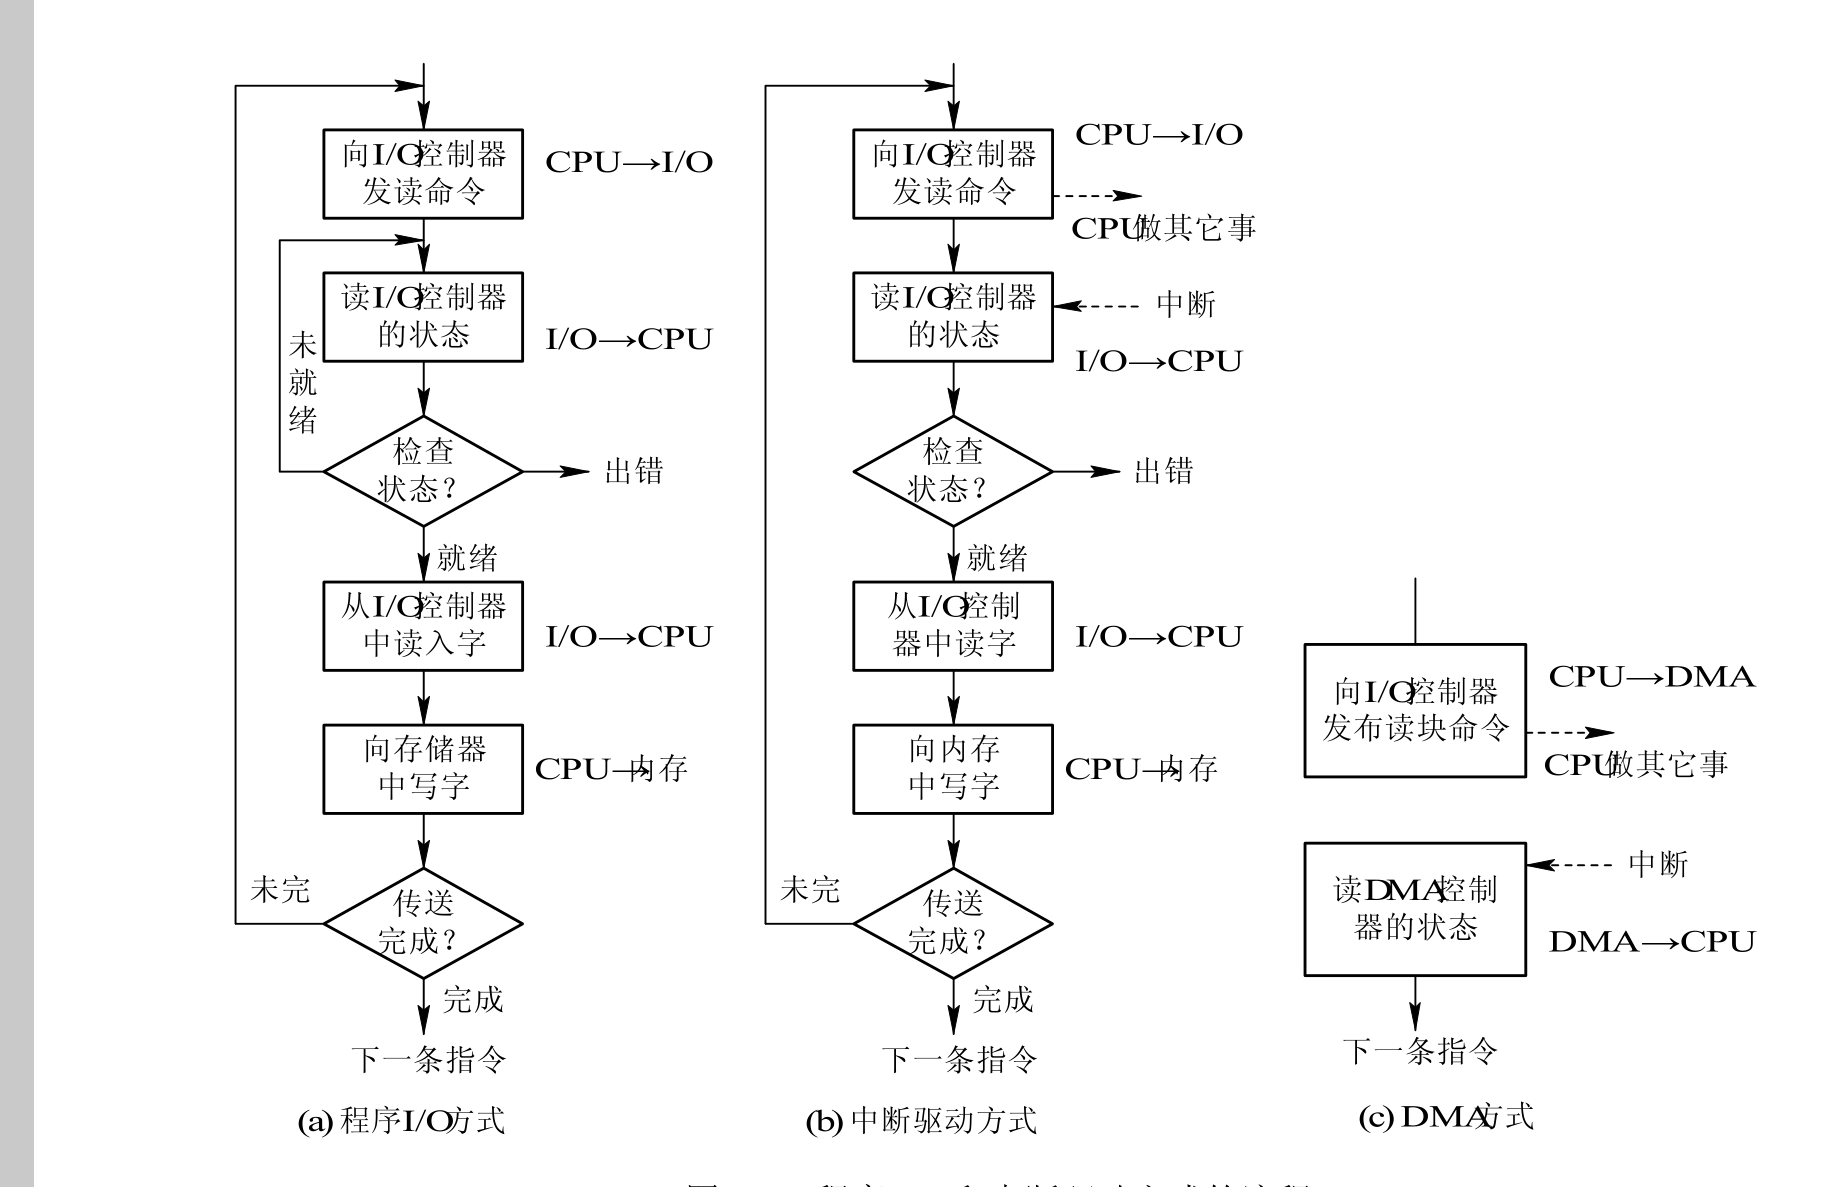 向I/O控制器
发读命令
CPU→I/O
读I/O控制器
的状态
I/O→CPU
未
就
绪
检查
状态?
出错
就绪
从I/O控制器
中读入字
I/O→CPU
向存储器
中写字
CPU→内存
未完
传送
完成?
完成
下一条指令
(a) 程序I/O方式
向I/O控制器
发读命令
CPU→I/O
CPU做其它事
读I/O控制器
的状态
中断
I/O→CPU
检查
状态?
出错
就绪
从I/O控制
器中读字
I/O→CPU
向内存
中写字
CPU→内存
未完
传送
完成?
完成
下一条指令
(b) 中断驱动方式
向I/O控制器
发布读块命令
CPU→DMA
CPU做其它事
读DMA控制
器的状态
中断
DMA→CPU
下一条指令
(c) DMA方式